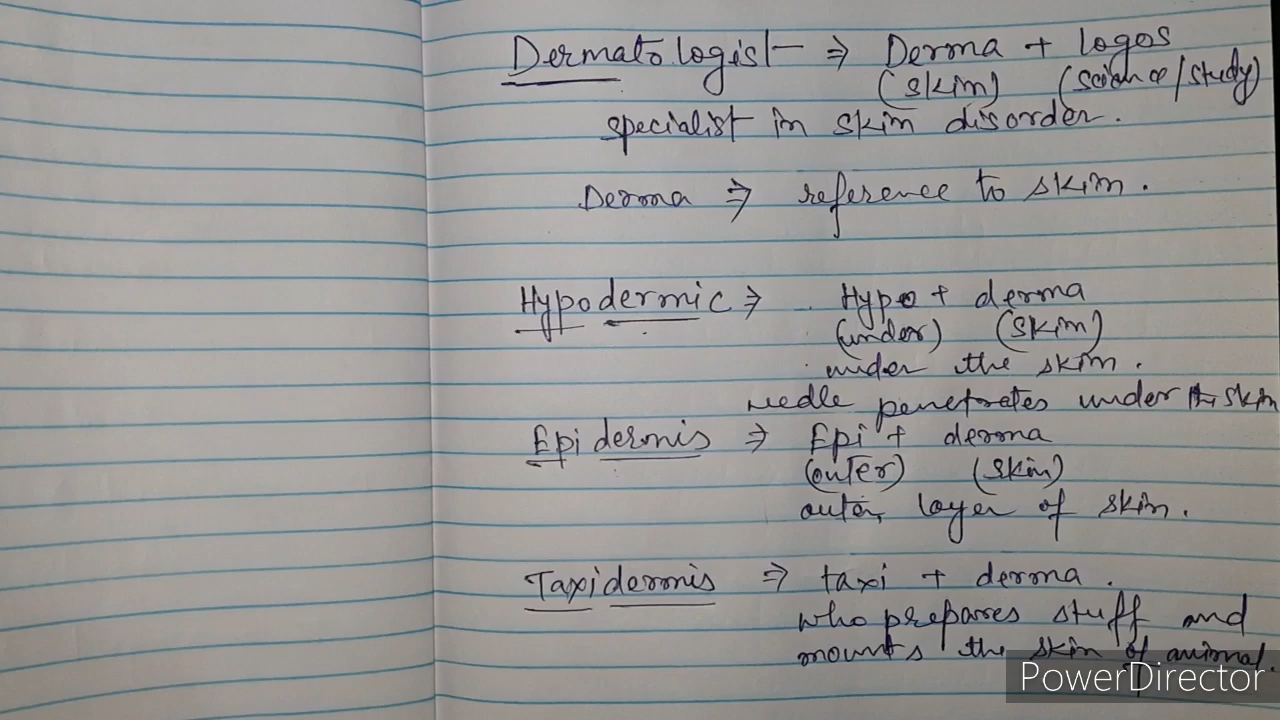 Dermatologist ⇒ Derma + logos
(skin) (science/study)
specialist in skin disorder.
Derma ⇒ reference to skin.
Hypodermic ⇒ Hypo + derma
(under) (skin)
under the skin.
needle penetrates under the skin
Epidermis ⇒ Epi + derma
(outer) (skin)
outer layer of skin.
Taxidermis ⇒ taxi + derma.
who prepares stuff and
mounts the skin of animal.
PowerDirector